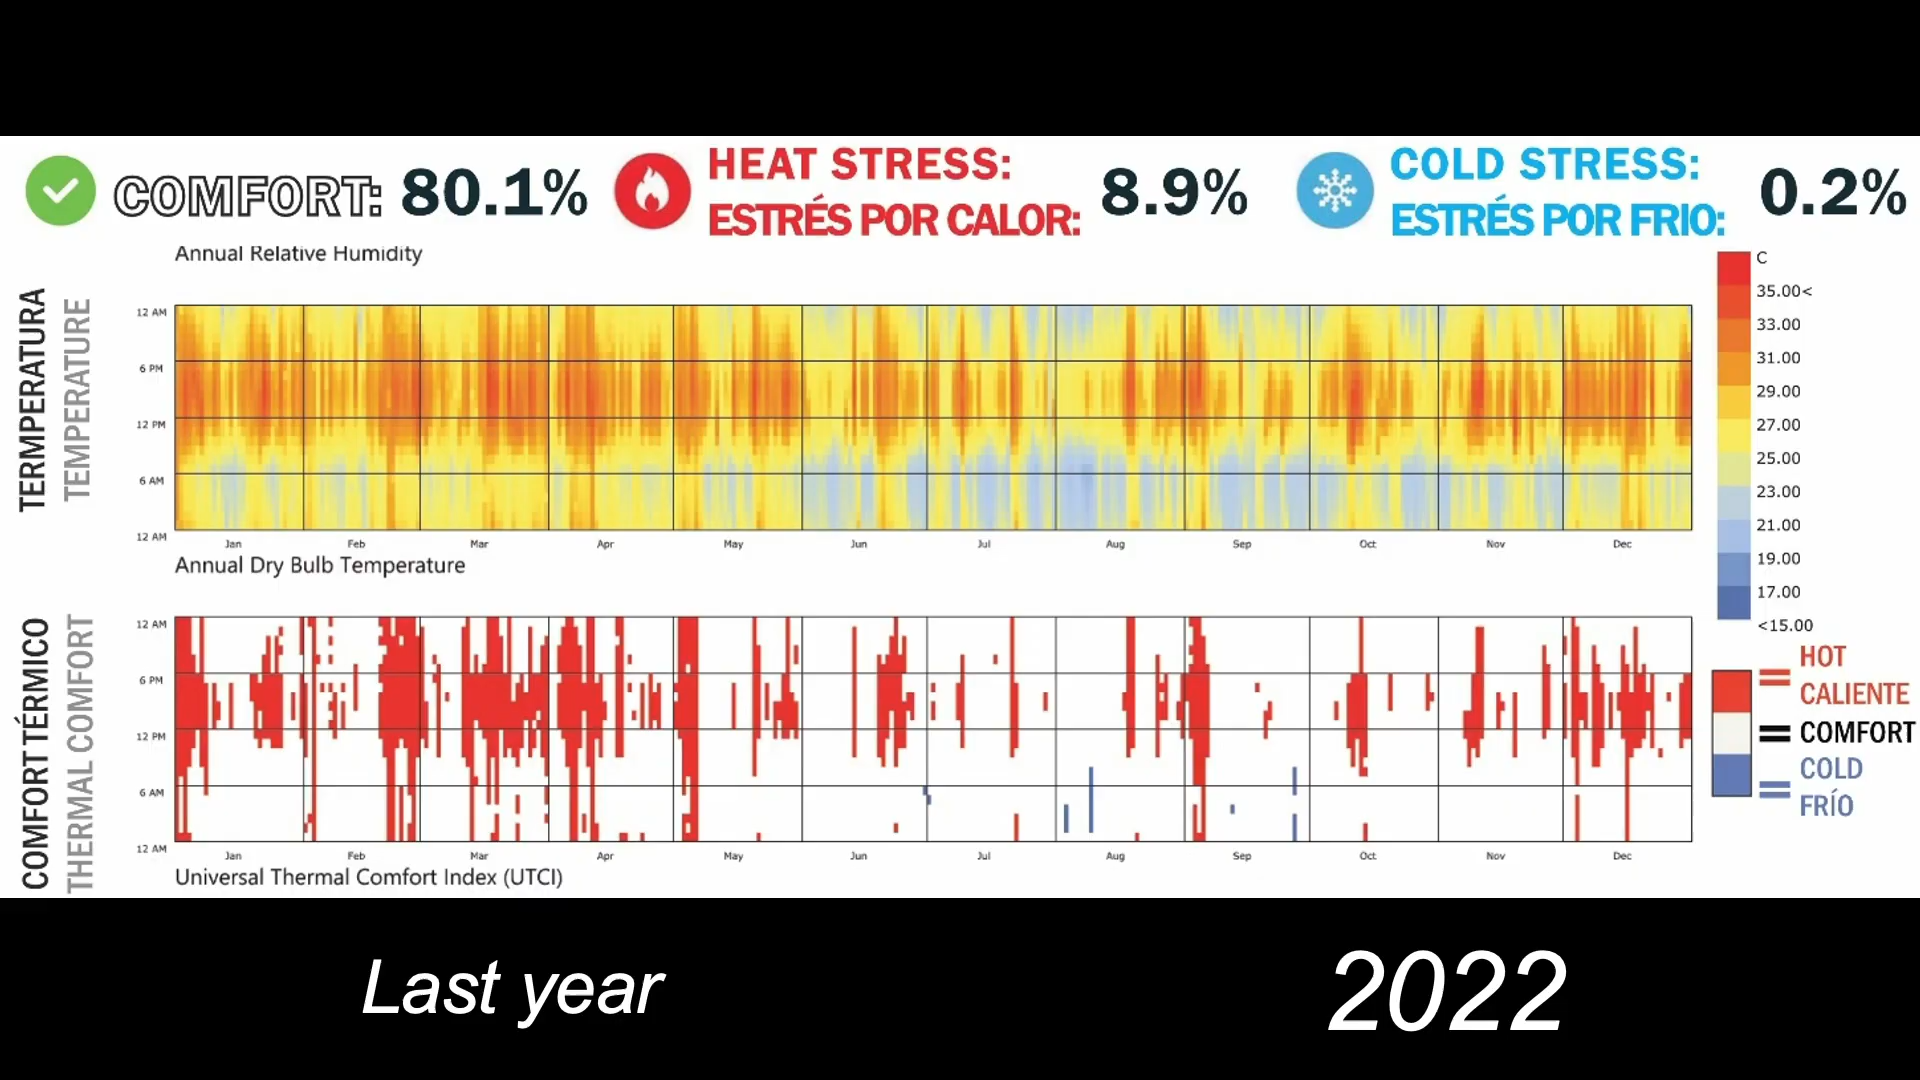 COMFORT: 80.1%
HEAT STRESS:
ESTRÉS POR CALOR: 8.9%
COLD STRESS:
ESTRÉS POR FRIO: 0.2%
Annual Relative Humidity
TEMPERATURA
TEMPERATURE
12 AM
6 PM
12 PM
6 AM
12 AM
Jan Feb Mar Apr May Jun Jul Aug Sep Oct Nov Dec
Annual Dry Bulb Temperature
C
35.00<
33.00
31.00
29.00
27.00
25.00
23.00
21.00
19.00
17.00
<15.00
COMFORT TÉRMICO
THERMAL COMFORT
12 AM
6 PM
12 PM
6 AM
12 AM
Jan Feb Mar Apr May Jun Jul Aug Sep Oct Nov Dec
Universal Thermal Comfort Index (UTCI)
= HOT
CALIENTE
= COMFORT
= COLD
FRÍO
Last year 2022